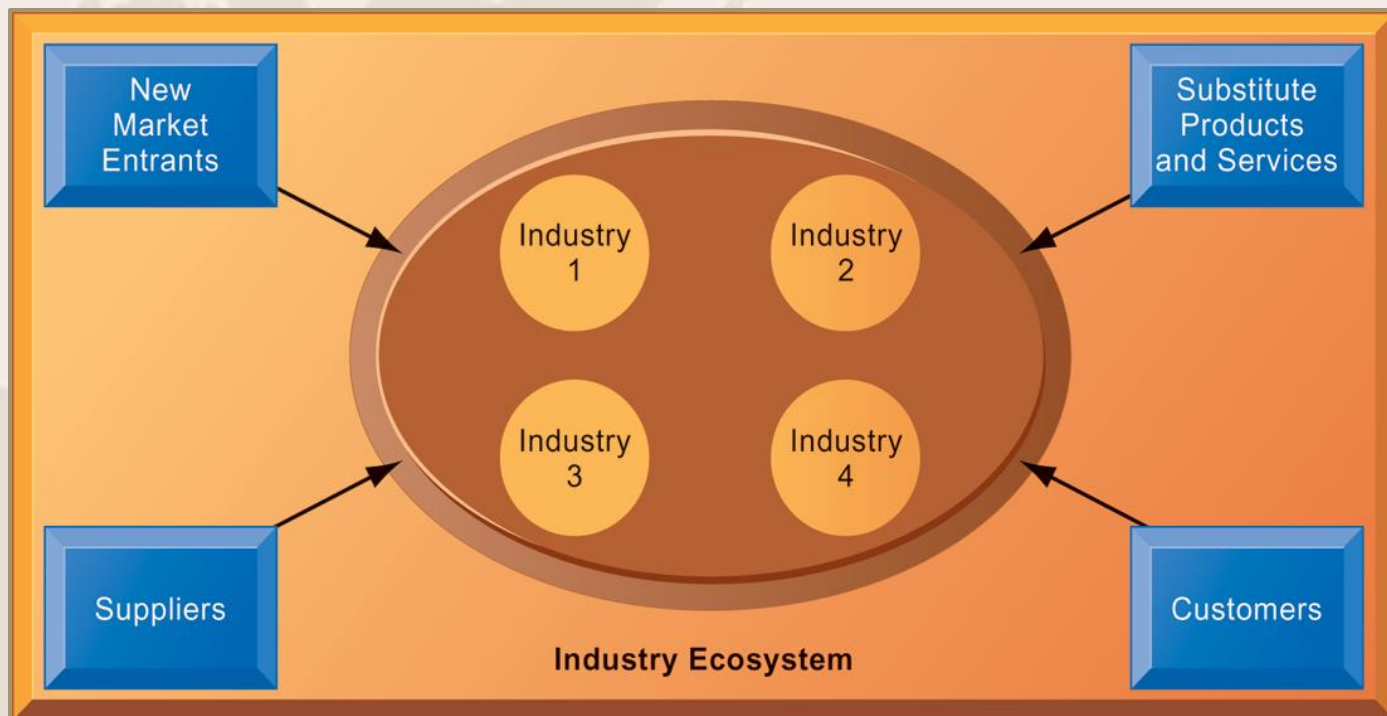 New
Market
Entrants
Substitute
Products
and Services
Industry
1
Industry
2
Industry
3
Industry
4
Suppliers
Customers
Industry Ecosystem